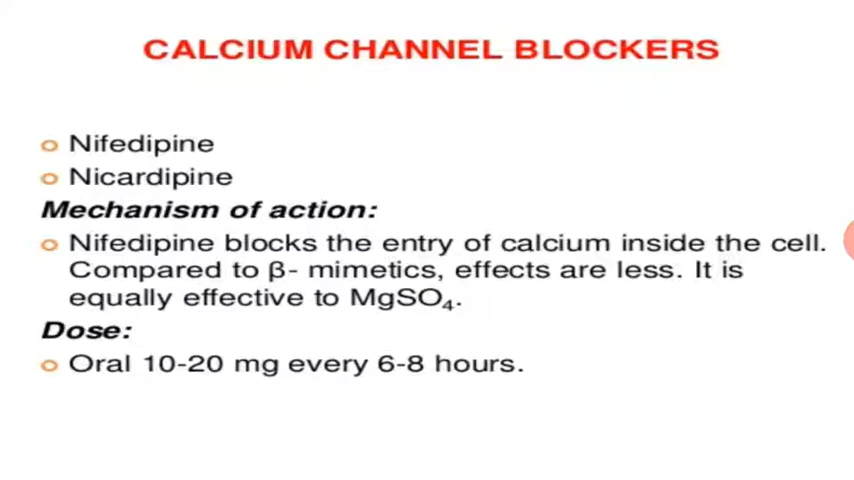 CALCIUM CHANNEL BLOCKERS
Nifedipine
Nicardipine
Mechanism of action:
Nifedipine blocks the entry of calcium inside the cell.
Compared to β- mimetics, effects are less. It is
equally effective to MgSO₄.
Dose:
Oral 10-20 mg every 6-8 hours.